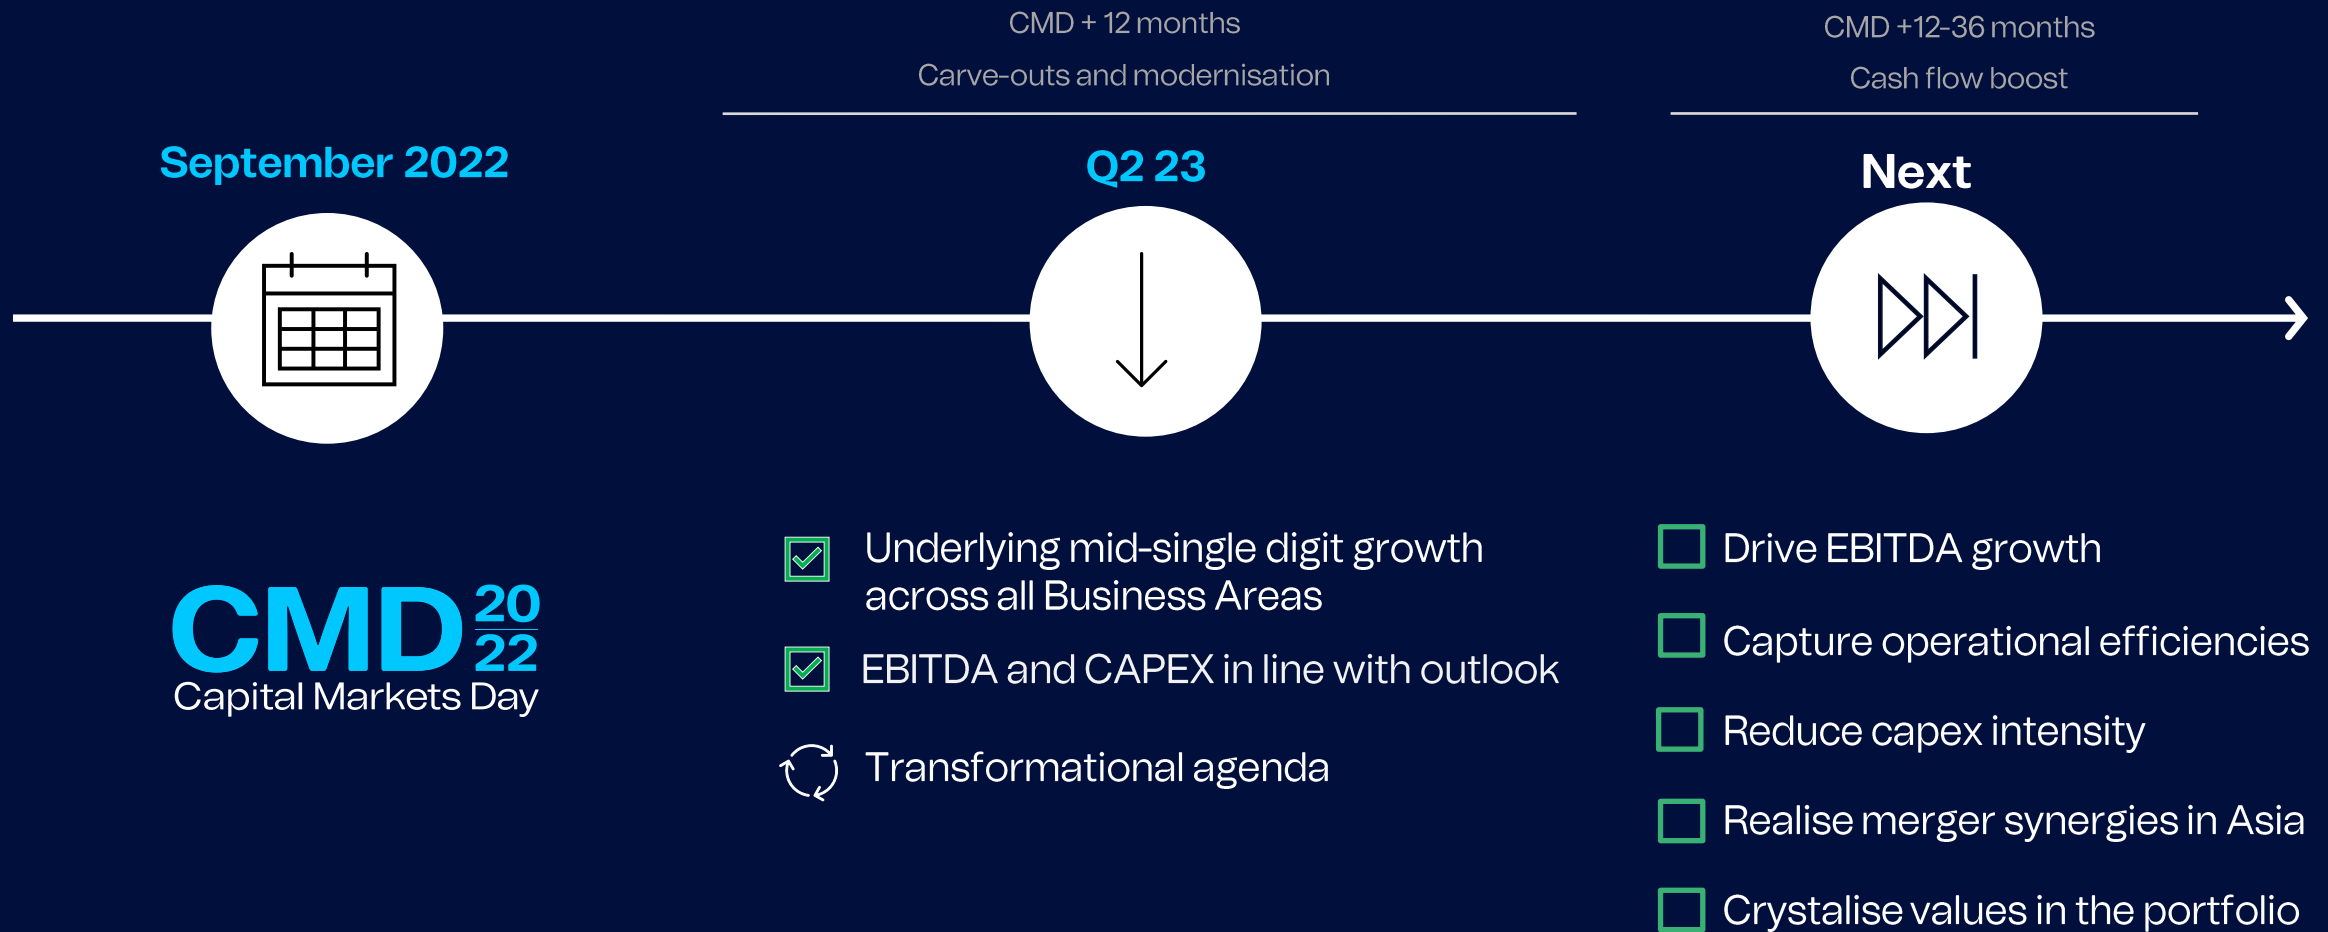 CMD + 12 months
Carve-outs and modernisation
CMD +12-36 months
Cash flow boost
September 2022
Q2 23
Next
CMD 20
22
Capital Markets Day
Underlying mid-single digit growth
across all Business Areas
EBITDA and CAPEX in line with outlook
Transformational agenda
Drive EBITDA growth
Capture operational efficiencies
Reduce capex intensity
Realise merger synergies in Asia
Crystalise values in the portfolio